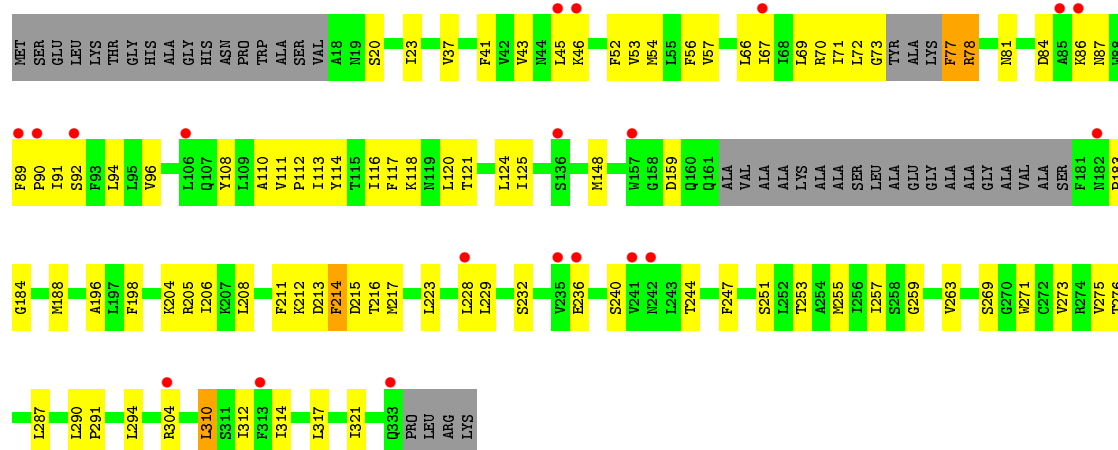 MET SER GLU LEU LYS THR GLY HIS ALA GLY HIS ASN PRO TRP ALA SER VAL A18 N19 S20 I23 V37 F41 V42 V43 N44 L45 K46 F52 V53 M54 L55 F56 V57 L66 I67 I68 L69 R70 I71 I72 G73 TYR ALA LYS F77 R78 N81 D84 A85 K86 N87 W88
F89 P90 I91 S92 F93 L94 L95 V96 L106 Q107 Y108 L109 A110 V111 P112 I113 Y114 T115 I116 F117 K118 N119 L120 T121 L124 I125 S136 M148 W157 G158 D159 Q160 Q161 ALA VAL ALA ALA LYS ALA ALA SER LEU ALA GLU GLY ALA ALA ALA GLY ALA VAL ALA SER F181 N182 P183
G184 M188 A196 L197 F198 K204 R205 I206 K207 L208 F211 K212 D213 F214 D215 T216 M217 L223 L228 L229 S232 V235 E236 S240 V241 N242 L243 T244 F247 S251 L252 T253 A254 M255 I256 I257 S258 G259 V263 S269 G270 W271 C272 V273 R274 V275 T276
L287 L290 P291 L294 R304 L310 S311 I312 F313 I314 L317 I321 Q333 PRO LEU ARG LYS